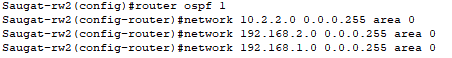 Saugat-rw2(config)#router ospf 1
Saugat-rw2(config-router)#network 10.2.2.0 0.0.0.255 area 0
Saugat-rw2(config-router)#network 192.168.2.0 0.0.0.255 area 0
Saugat-rw2(config-router)#network 192.168.1.0 0.0.0.255 area 0